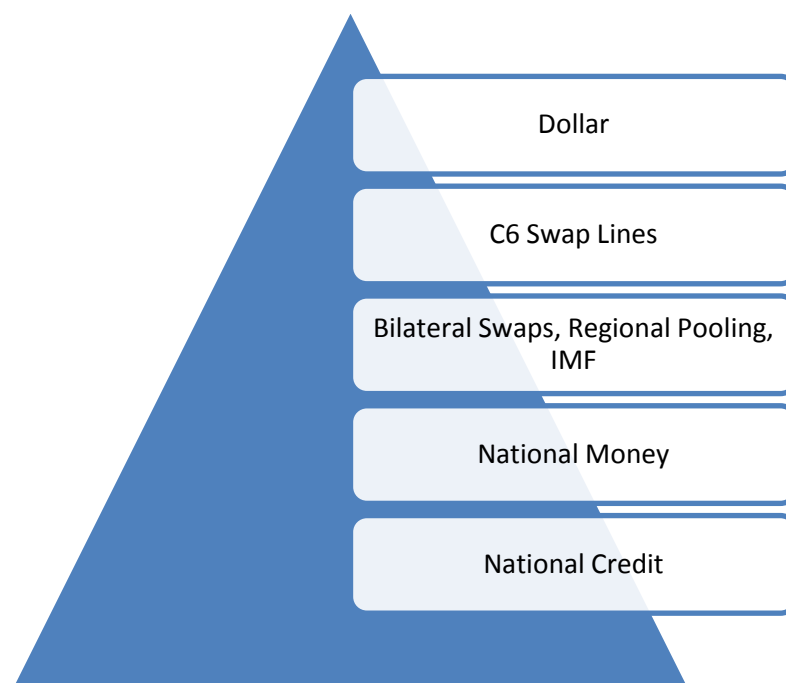 Dollar
C6 Swap Lines
Bilateral Swaps, Regional Pooling,
IMF
National Money
National Credit